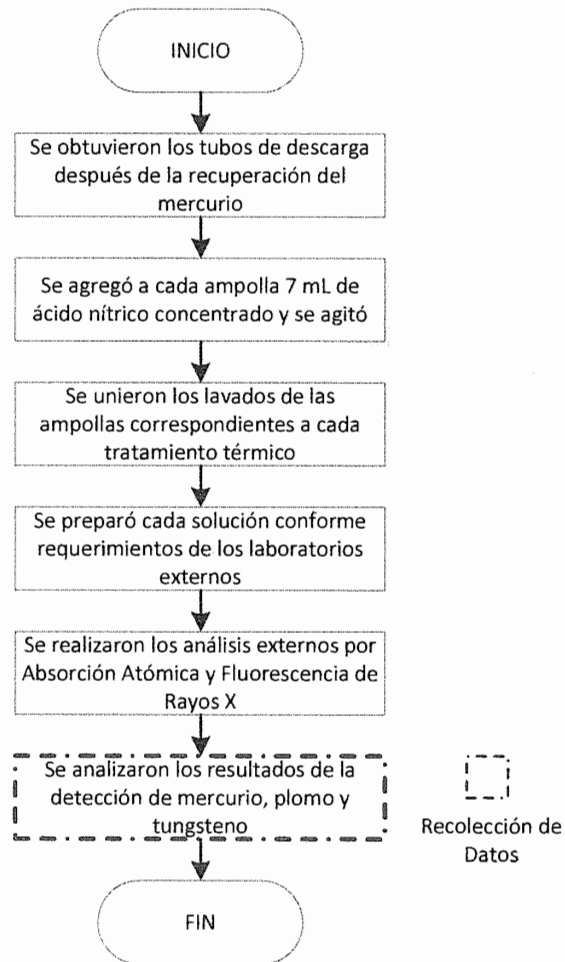 INICIO
Se obtuvieron los tubos de descarga
después de la recuperación del
mercurio
Se agregó a cada ampolla 7 mL de
ácido nítrico concentrado y se agitó
Se unieron los lavados de las
ampollas correspondientes a cada
tratamiento térmico
Se preparó cada solución conforme
requerimientos de los laboratorios
externos
Se realizaron los análisis externos por
Absorción Atómica y Fluorescencia de
Rayos X
Se analizaron los resultados de la
detección de mercurio, plomo y
tungsteno
Recolección de
Datos
FIN